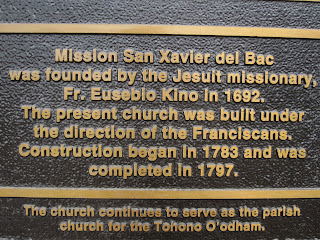 Mission San Xavier del Bac
was founded by the Jesuit missionary,
Fr. Eusebio Kino in 1692.
The present church was built under
the direction of the Franciscans.
Construction began in 1783 and was
completed in 1797.
The church continues to serve as the parish
church for the Tohono O'odham.